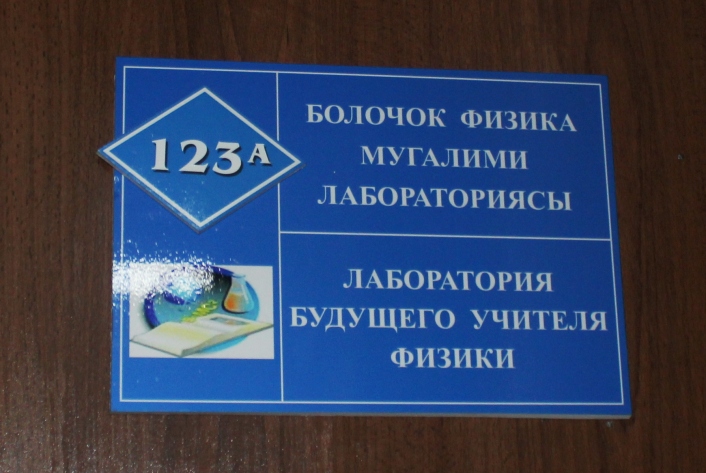 123А
БОЛОЧОК ФИЗИКА
МУГАЛИМИ
ЛАБОРАТОРИЯСЫ
ЛАБОРАТОРИЯ
БУДУЩЕГО УЧИТЕЛЯ
ФИЗИКИ